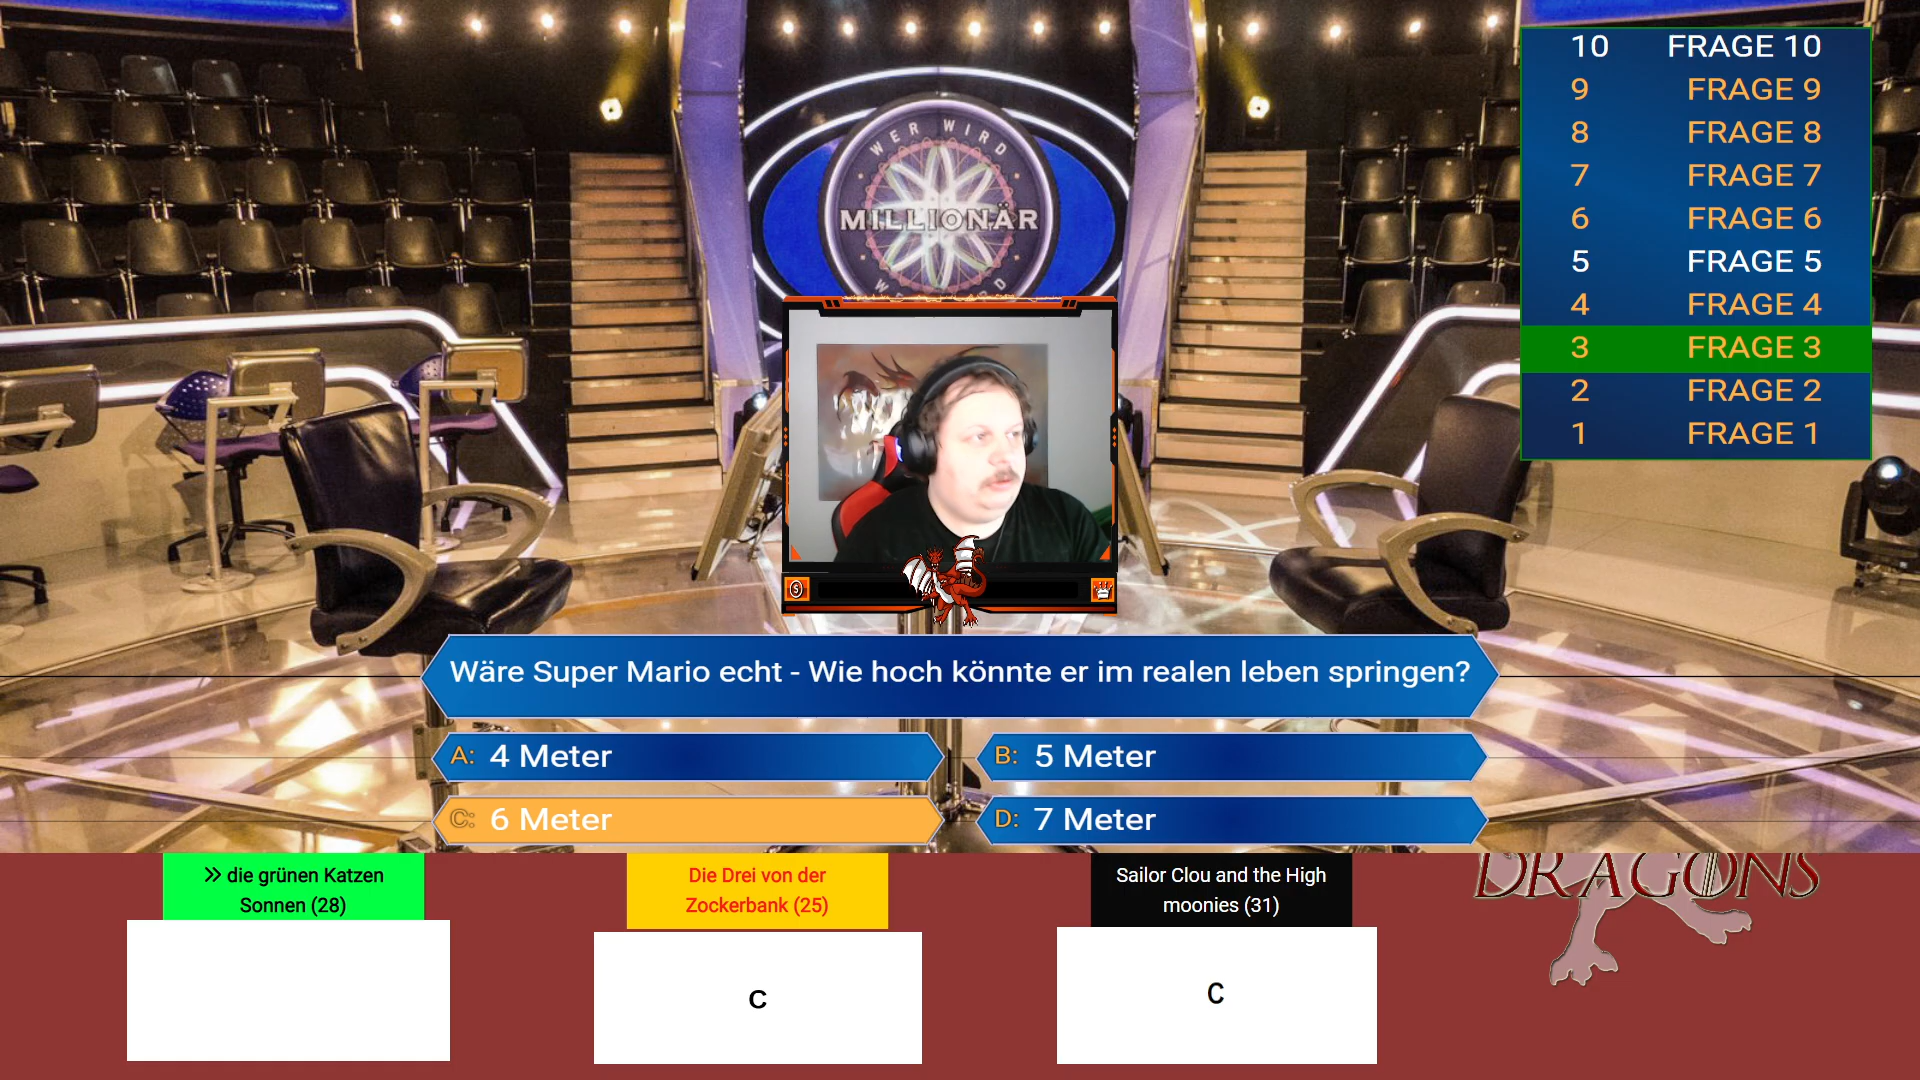 WER WIRD
MILLIONÄR
10 FRAGE 10
9 FRAGE 9
8 FRAGE 8
7 FRAGE 7
6 FRAGE 6
5 FRAGE 5
4 FRAGE 4
3 FRAGE 3
2 FRAGE 2
1 FRAGE 1
Wäre Super Mario echt - Wie hoch könnte er im realen leben springen?
A: 4 Meter
B: 5 Meter
C: 6 Meter
D: 7 Meter
» die grünen Katzen
Sonnen (28)
Die Drei von der
Zockerbank (25)
Sailor Clou and the High
moonies (31)
C
C
DRAGONS